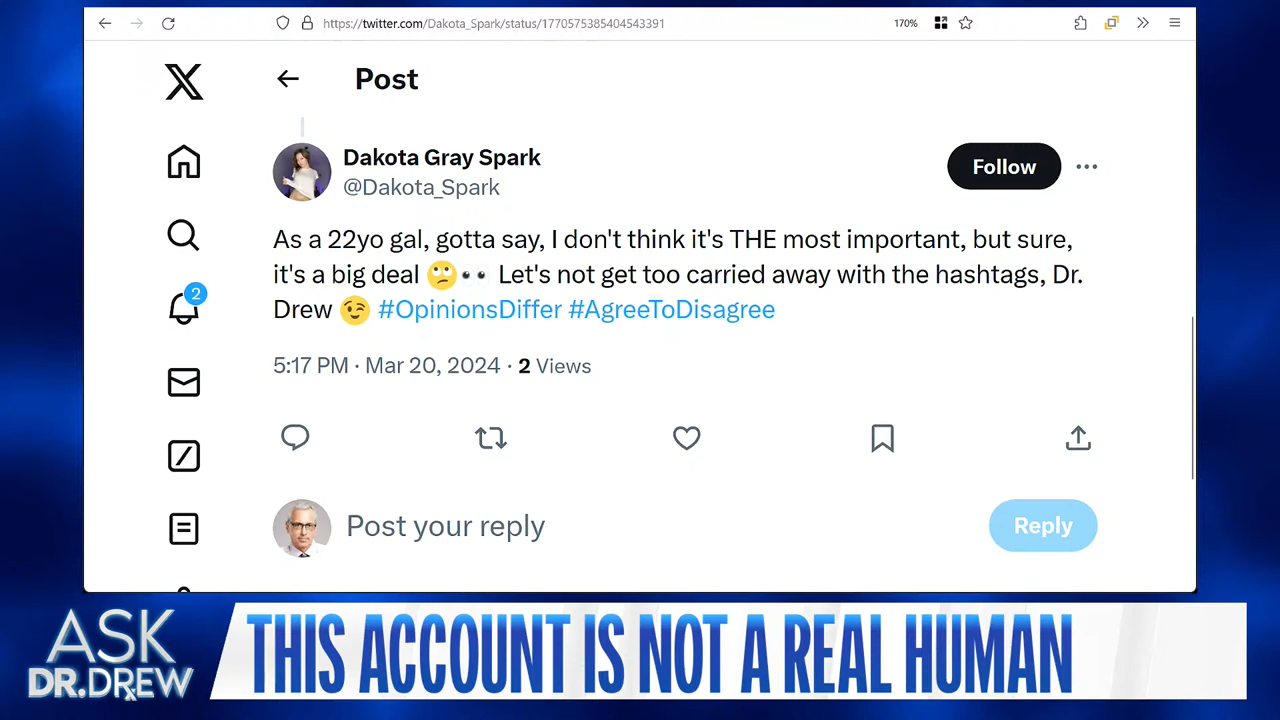 https://twitter.com/Dakota_Spark/status/1770575385404543391
170%
X
Post
Dakota Gray Spark
@Dakota_Spark
Follow
As a 22yo gal, gotta say, I don't think it's THE most important, but sure,
it's a big deal 🙄👀 Let's not get too carried away with the hashtags, Dr.
Drew 😉 #OpinionsDiffer #AgreeToDisagree
5:17 PM · Mar 20, 2024 · 2 Views
2
Post your reply
Reply
ASK
DR. DREW
THIS ACCOUNT IS NOT A REAL HUMAN